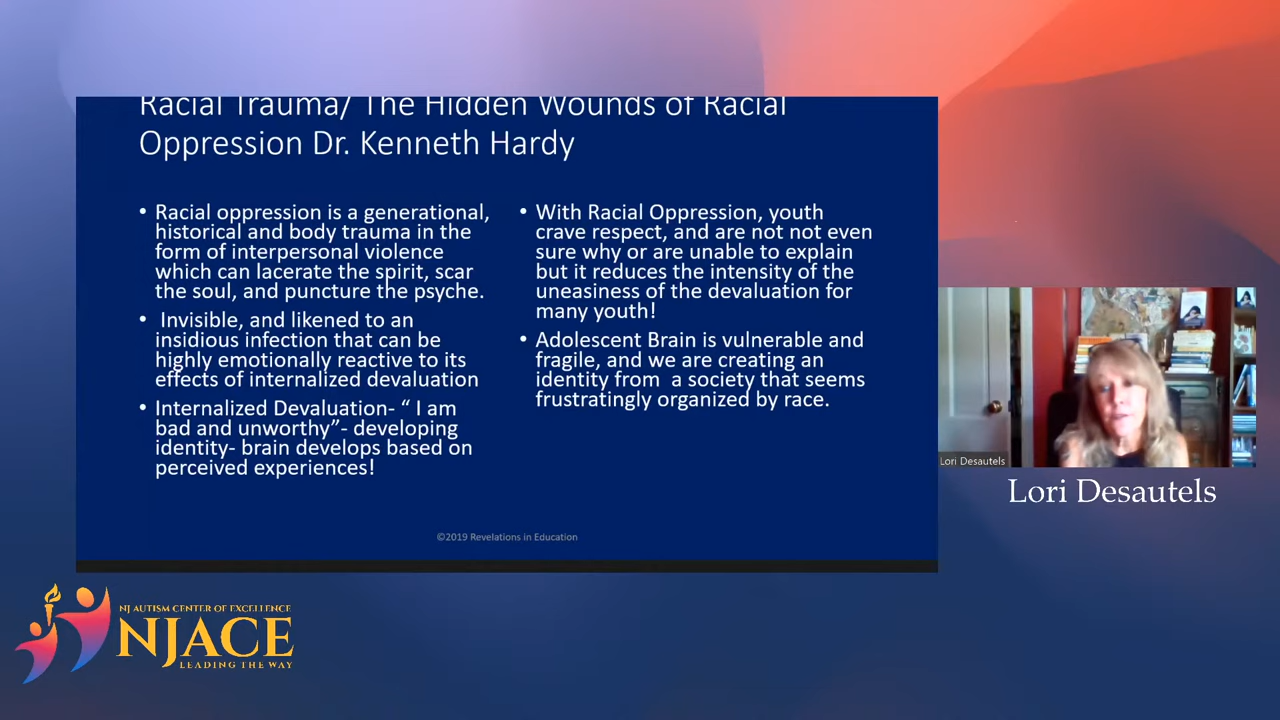 Racial Trauma/ The Hidden Wounds of Racial
Oppression Dr. Kenneth Hardy
• Racial oppression is a generational,
historical and body trauma in the
form of interpersonal violence
which can lacerate the spirit, scar
the soul, and puncture the psyche.
• Invisible, and likened to an
insidious infection that can be
highly emotionally reactive to its
effects of internalized devaluation
• Internalized Devaluation- “ I am
bad and unworthy”- developing
identity- brain develops based on
perceived experiences!
• With Racial Oppression, youth
crave respect, and are not not even
sure why or are unable to explain
but it reduces the intensity of the
uneasiness of the devaluation for
many youth!
• Adolescent Brain is vulnerable and
fragile, and we are creating an
identity from a society that seems
frustratingly organized by race.
©2019 Revelations in Education
Lori Desautels
Lori Desautels
NJ AUTISM CENTER OF EXCELLENCE
NJACE
LEADING THE WAY